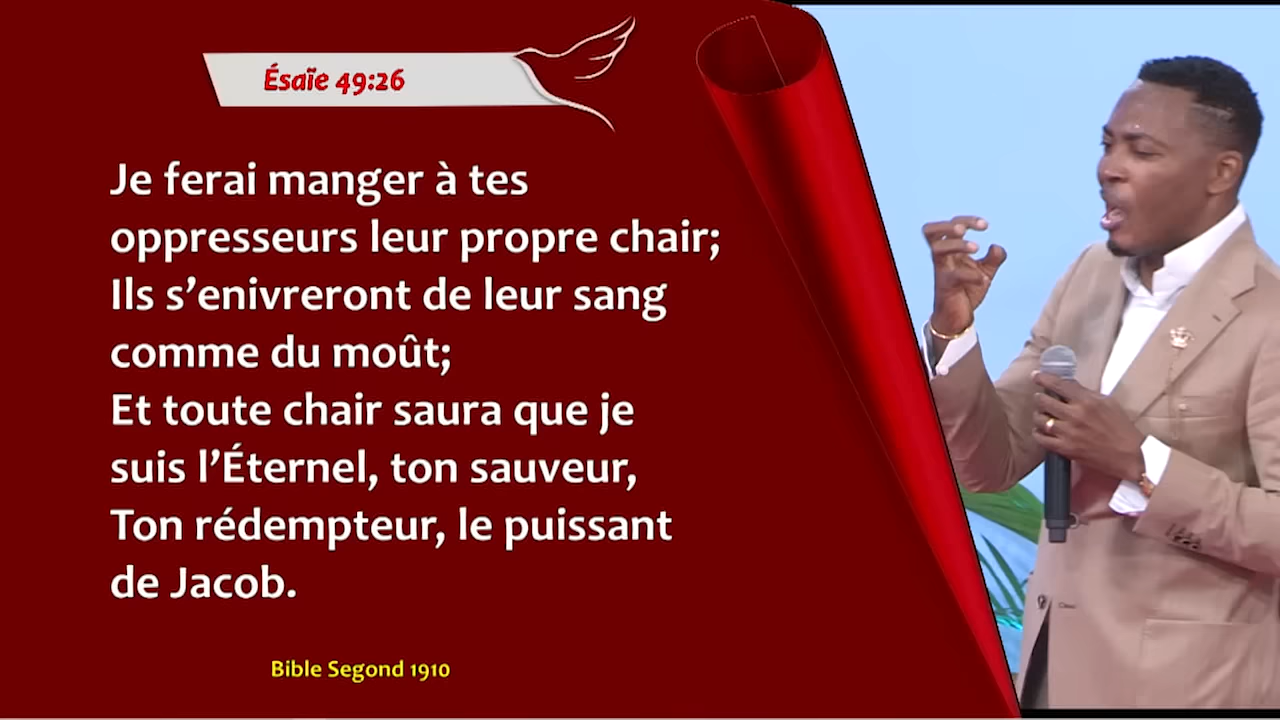 Ésaïe 49:26
Je ferai manger à tes
oppresseurs leur propre chair;
Ils s’enivreront de leur sang
comme du moût;
Et toute chair saura que je
suis l’Éternel, ton sauveur,
Ton rédempteur, le puissant
de Jacob.
Bible Segond 1910